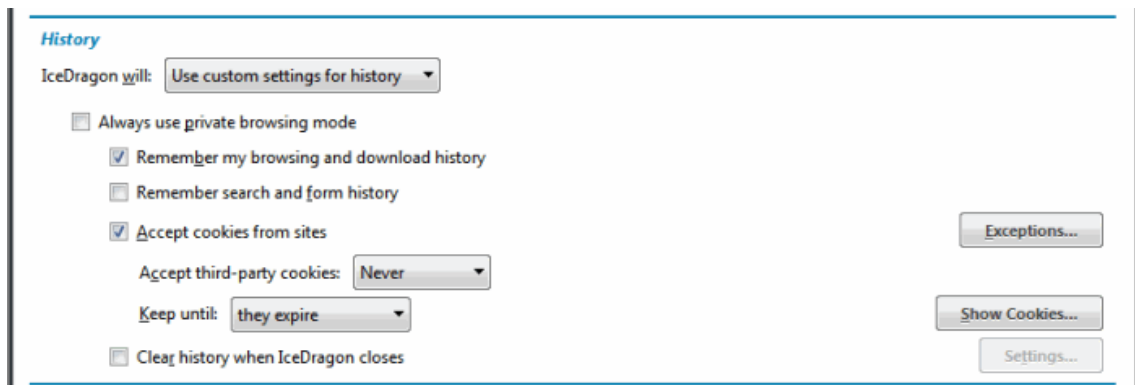 History
IceDragon will: Use custom settings for history
Always use private browsing mode
Remember my browsing and download history
Remember search and form history
Accept cookies from sites Exceptions...
Accept third-party cookies: Never
Keep until: they expire Show Cookies...
Clear history when IceDragon closes Settings...